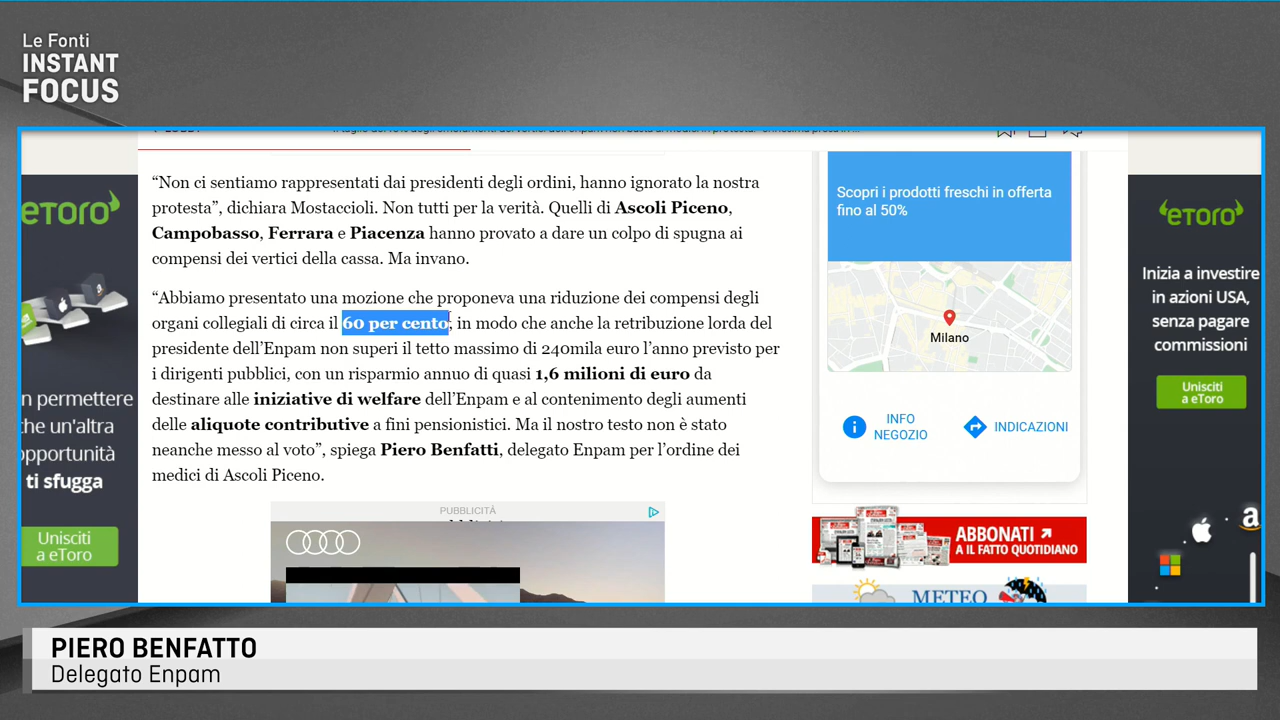 Le Fonti
INSTANT
FOCUS
“Non ci sentiamo rappresentati dai presidenti degli ordini, hanno ignorato la nostra
protesta”, dichiara Mostaccioli. Non tutti per la verità. Quelli di Ascoli Piceno,
Campobasso, Ferrara e Piacenza hanno provato a dare un colpo di spugna ai
compensi dei vertici della cassa. Ma invano.
“Abbiamo presentato una mozione che proponeva una riduzione dei compensi degli
organi collegiali di circa il 60 per cento, in modo che anche la retribuzione lorda del
presidente dell’Enpam non superi il tetto massimo di 240mila euro l’anno previsto per
i dirigenti pubblici, con un risparmio annuo di quasi 1,6 milioni di euro da
destinare alle iniziative di welfare dell’Enpam e al contenimento degli aumenti
delle aliquote contributive a fini pensionistici. Ma il nostro testo non è stato
neanche messo al voto”, spiega Piero Benfatti, delegato Enpam per l’ordine dei
medici di Ascoli Piceno.
PUBBLICITÀ
eToro
n permettere
che un'altra
opportunità
ti sfugga
Unisciti
a eToro
Scopri i prodotti freschi in offerta
fino al 50%
Milano
INFO
NEGOZIO
INDICAZIONI
ABBONATI
A IL FATTO QUOTIDIANO
METEO
eToro
Inizia a investire
in azioni USA,
senza pagare
commissioni
Unisciti
a eToro
a
PIERO BENFATTO
Delegato Enpam